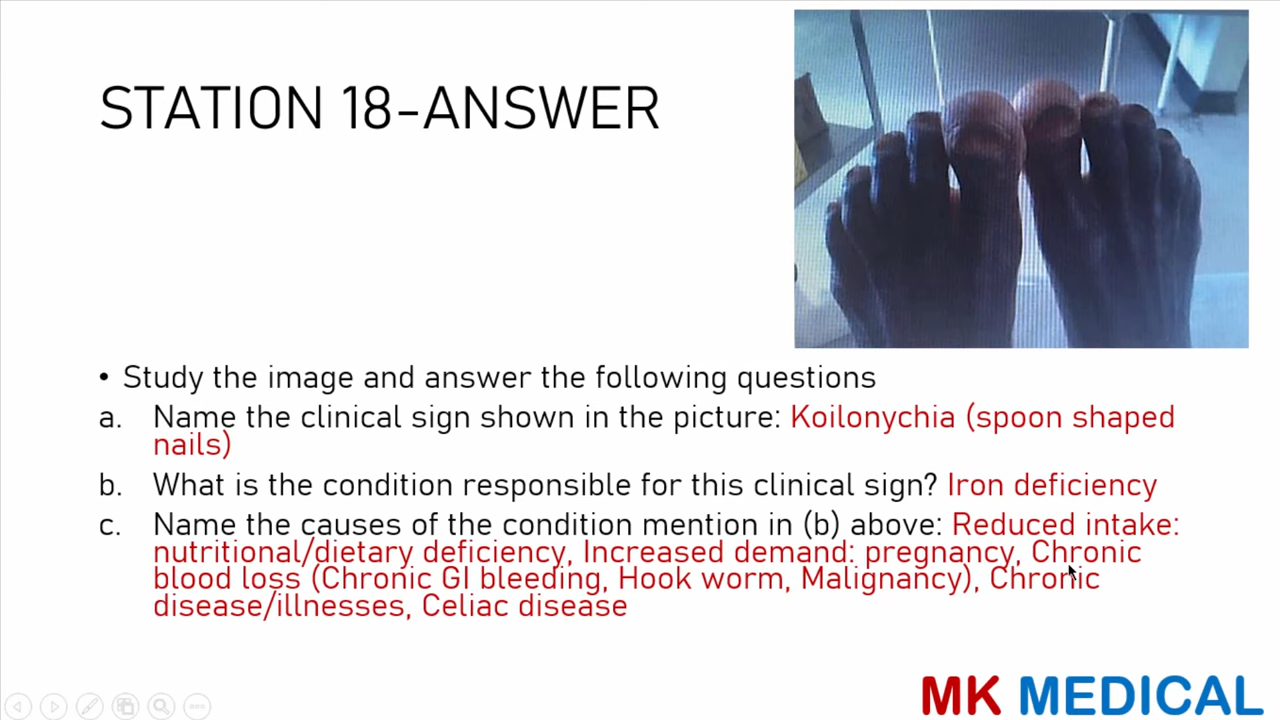 STATION 18-ANSWER
• Study the image and answer the following questions
a. Name the clinical sign shown in the picture: Koilonychia (spoon shaped
nails)
b. What is the condition responsible for this clinical sign? Iron deficiency
c. Name the causes of the condition mention in (b) above: Reduced intake:
nutritional/dietary deficiency, Increased demand: pregnancy, Chronic
blood loss (Chronic GI bleeding, Hook worm, Malignancy), Chronic
disease/illnesses, Celiac disease
MK MEDICAL